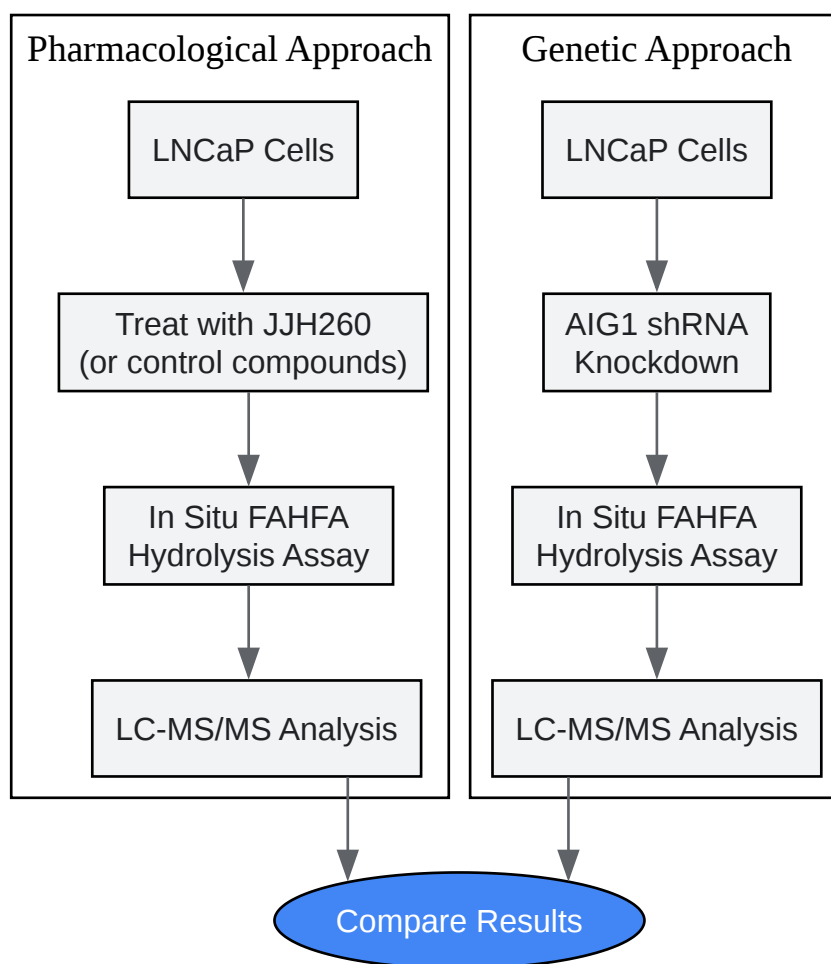 Pharmacological Approach
LNCaP Cells
Treat with JJH260
(or control compounds)
In Situ FAHFA
Hydrolysis Assay
LC-MS/MS Analysis
Genetic Approach
LNCaP Cells
AIG1 shRNA
Knockdown
In Situ FAHFA
Hydrolysis Assay
LC-MS/MS Analysis
Compare Results